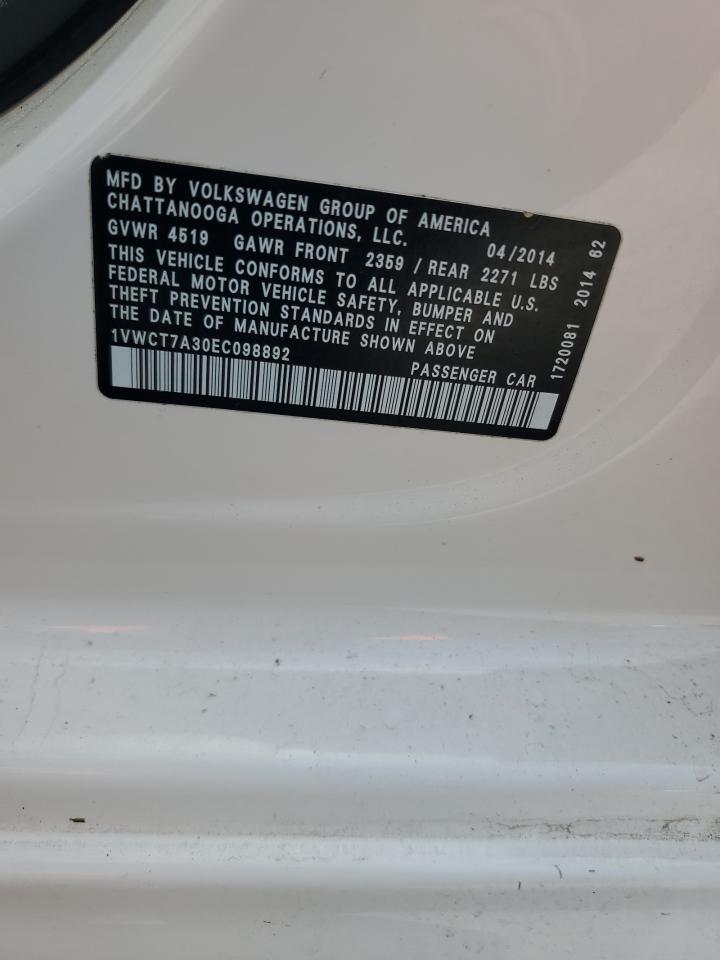 MFD BY VOLKSWAGEN GROUP OF AMERICA
CHATTANOOGA OPERATIONS, LLC. 04/2014
GVWR 4519 GAWR FRONT 2359 / REAR 2271 LBS
THIS VEHICLE CONFORMS TO ALL APPLICABLE U.S.
FEDERAL MOTOR VEHICLE SAFETY, BUMPER AND
THEFT PREVENTION STANDARDS IN EFFECT ON
THE DATE OF MANUFACTURE SHOWN ABOVE
1VWCT7A30EC098892 PASSENGER CAR
1720081 2014 62